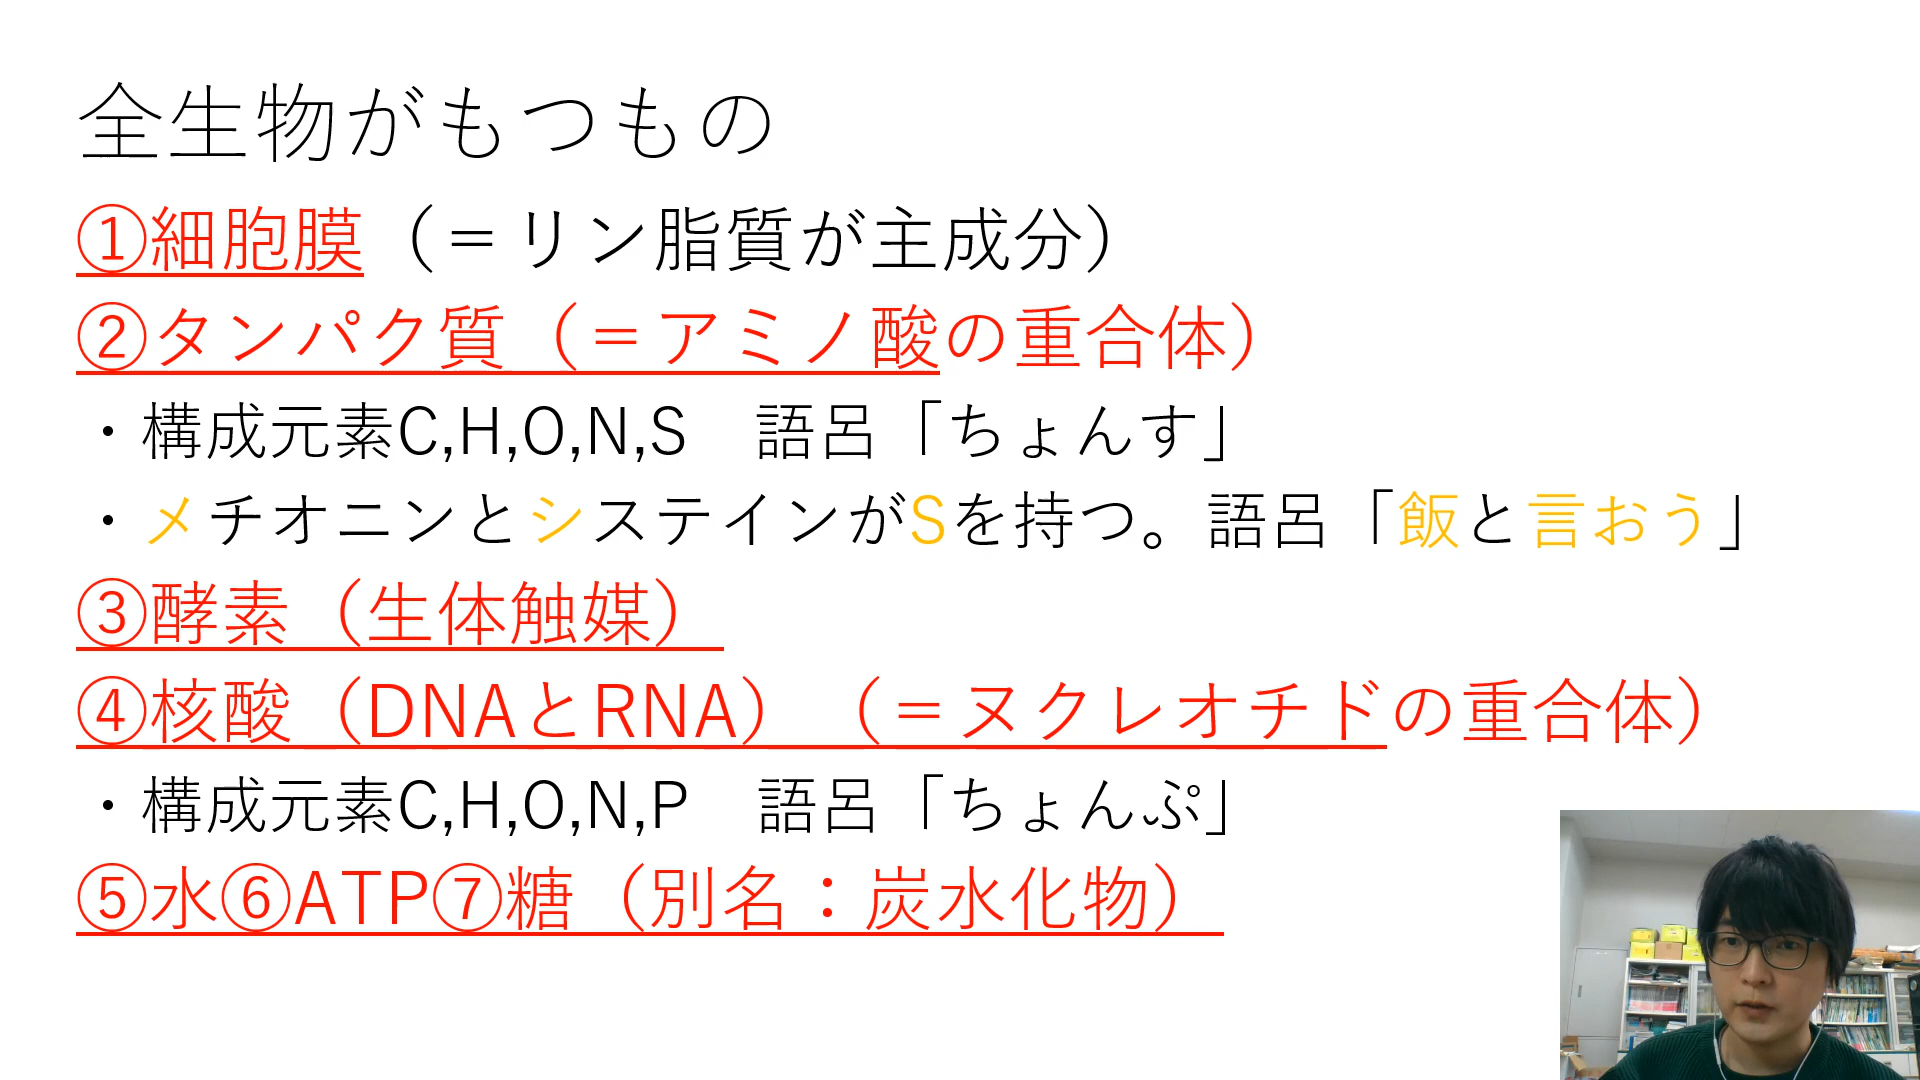 全生物がもつもの
①細胞膜（＝リン脂質が主成分）
②タンパク質（＝アミノ酸の重合体）
・構成元素C,H,O,N,S　語呂「ちょんす」
・メチオニンとシステインがSを持つ。語呂「飯と言おう」
③酵素（生体触媒）
④核酸（DNAとRNA）（＝ヌクレオチドの重合体）
・構成元素C,H,O,N,P　語呂「ちょんぷ」
⑤水⑥ATP⑦糖（別名：炭水化物）